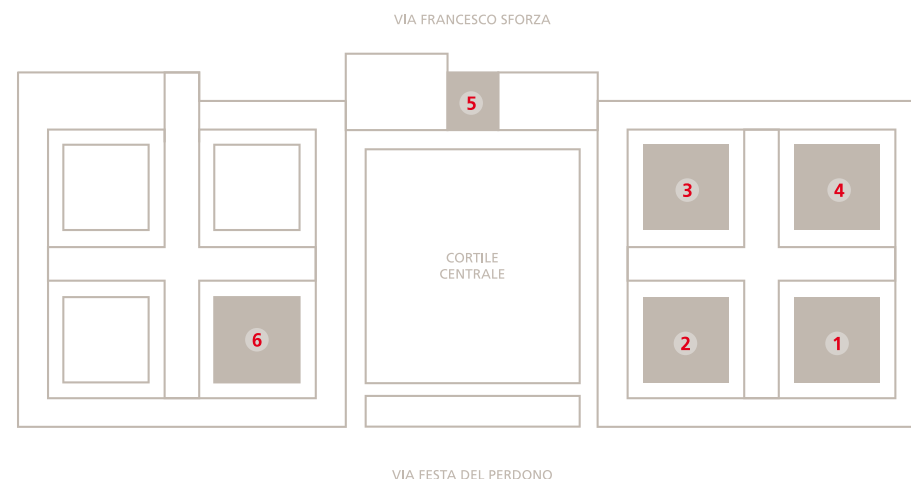 VIA FRANCESCO SFORZA
5
3
4
CORTILE
CENTRALE
6
2
1
VIA FESTA DEL PERDONO